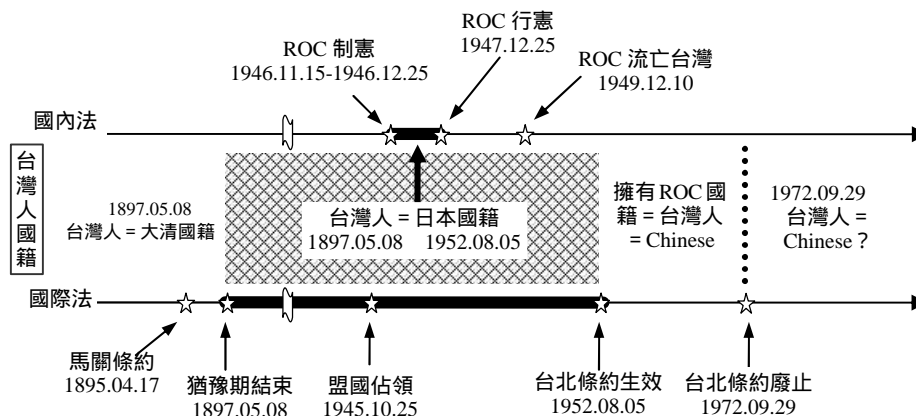 ROC 制憲
1946.11.15-1946.12.25
ROC 行憲
1947.12.25
ROC 流亡台灣
1949.12.10
國內法
台灣人國籍
1897.05.08
台灣人 = 大清國籍
台灣人 = 日本國籍
1897.05.08 1952.08.05
擁有 ROC 國
籍 = 台灣人
= Chinese
1972.09.29
台灣人 =
Chinese？
國際法
馬關條約
1895.04.17
猶豫期結束
1897.05.08
盟國佔領
1945.10.25
台北條約生效
1952.08.05
台北條約廢止
1972.09.29